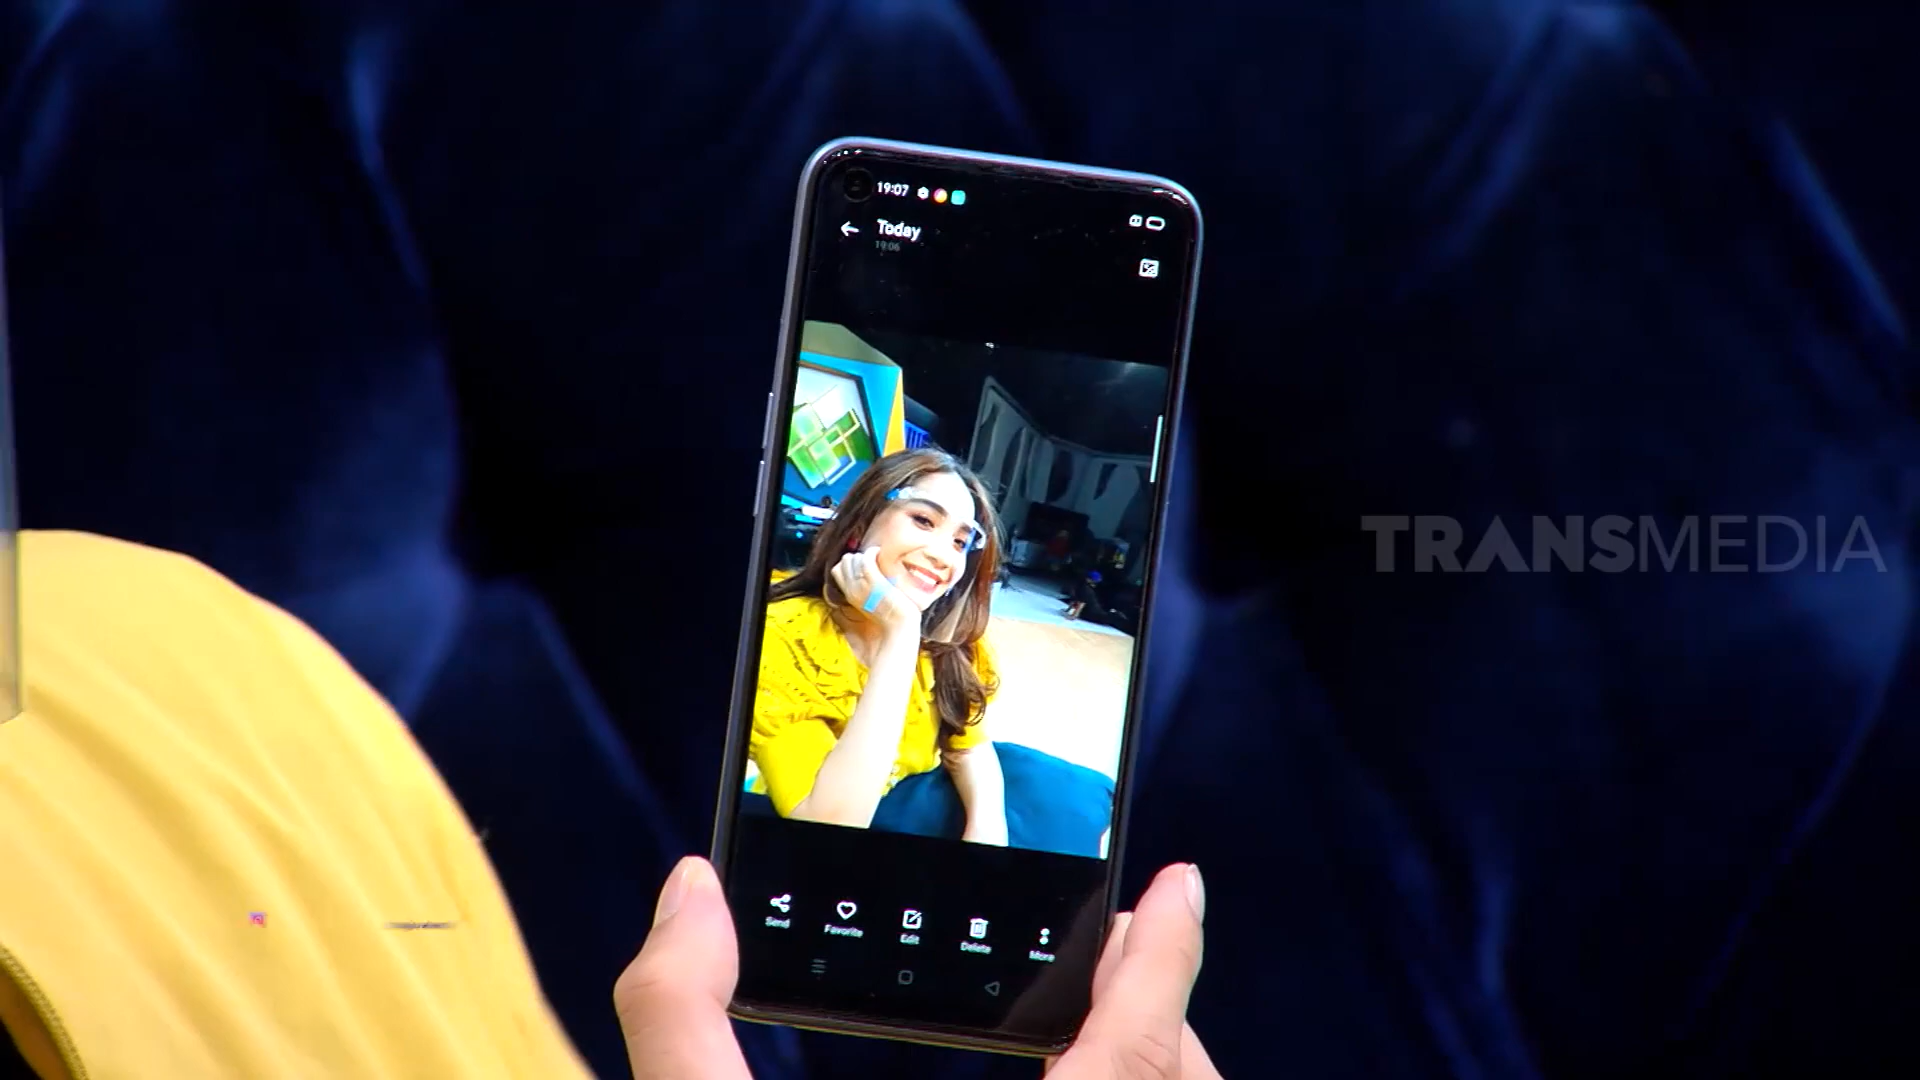 19:07
Today
19:06
TRANSMEDIA
Send
Favorite
Edit
Delete
More